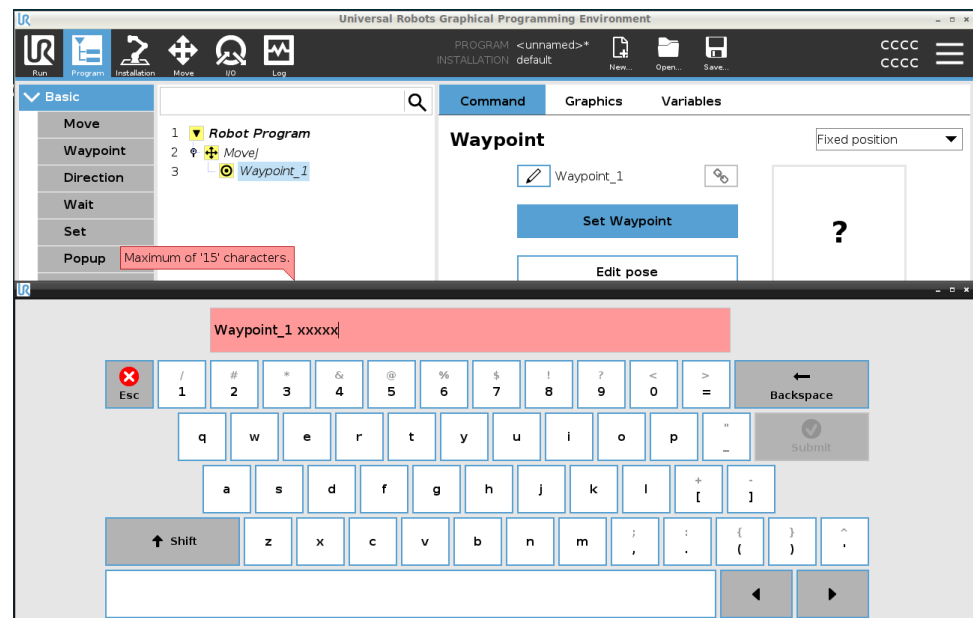 UR
Universal Robots Graphical Programming Environment
Run
Program
Installation
Move
I/O
Log
PROGRAM <unnamed>*
INSTALLATION default
New...
Open...
Save...
cccc
cccc
Basic
Move
Waypoint
Direction
Wait
Set
Popup
1 Robot Program
2 MoveJ
3 Waypoint_1
Command Graphics Variables
Waypoint
Fixed position
Waypoint_1
Set Waypoint
?
Edit pose
Maximum of '15' characters.
UR
Waypoint_1 xxxxx
/ # * & @ % $ ! ? < >
Esc 1 2 3 4 5 6 7 8 9 0 = Backspace
q w e r t y u i o p " _ Submit
a s d f g h j k l + [ - ]
Shift z x c v b n m ; , : . { ( } ) ^ '